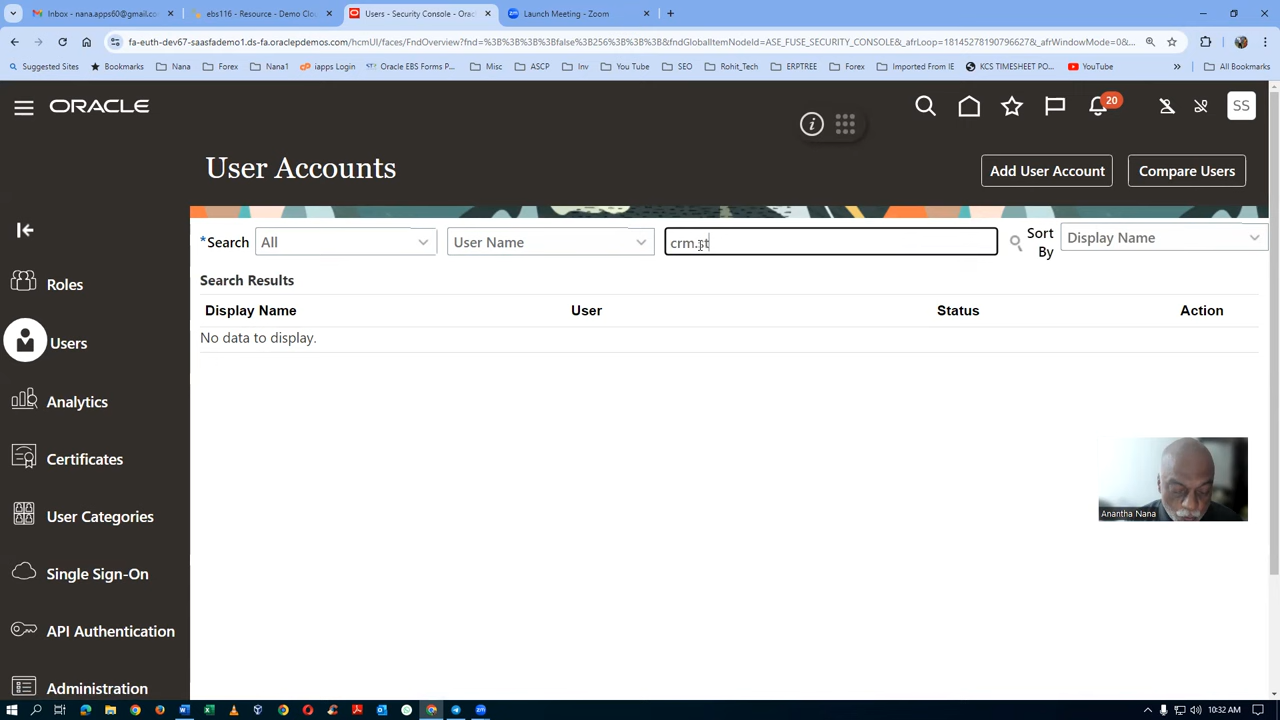 Inbox - nana.apps60@gmail.co
ebs116 - Resource - Demo Clou
Users - Security Console - Orac
Launch Meeting - Zoom
fa-euth-dev67-saasfademo1.ds-fa.oraclepdemos.com/hcmUI/faces/FndOverview?fnd=%3B%3B%3B%3Bfalse%3B256%3B%3B%3B&fndGlobalItemNodeId=ASE_FUSE_SECURITY_CONSOLE&_afrLoop=18145278190796627&_afrWindowMode=0&...
Suggested Sites
Bookmarks
Nana
Forex
Nana1
iapps Login
Oracle EBS Forms P...
Misc
ASCP
Inv
You Tube
SEO
Rohit_Tech
ERPTREE
Forex
Imported From IE
KCS TIMESHEET PO...
YouTube
All Bookmarks
ORACLE
20
SS
User Accounts
Add User Account
Compare Users
*Search
All
User Name
crm.st
Sort By
Display Name
Search Results
Display Name
User
Status
Action
No data to display.
Roles
Users
Analytics
Certificates
User Categories
Single Sign-On
API Authentication
Administration
Anantha Nana
10:32 AM